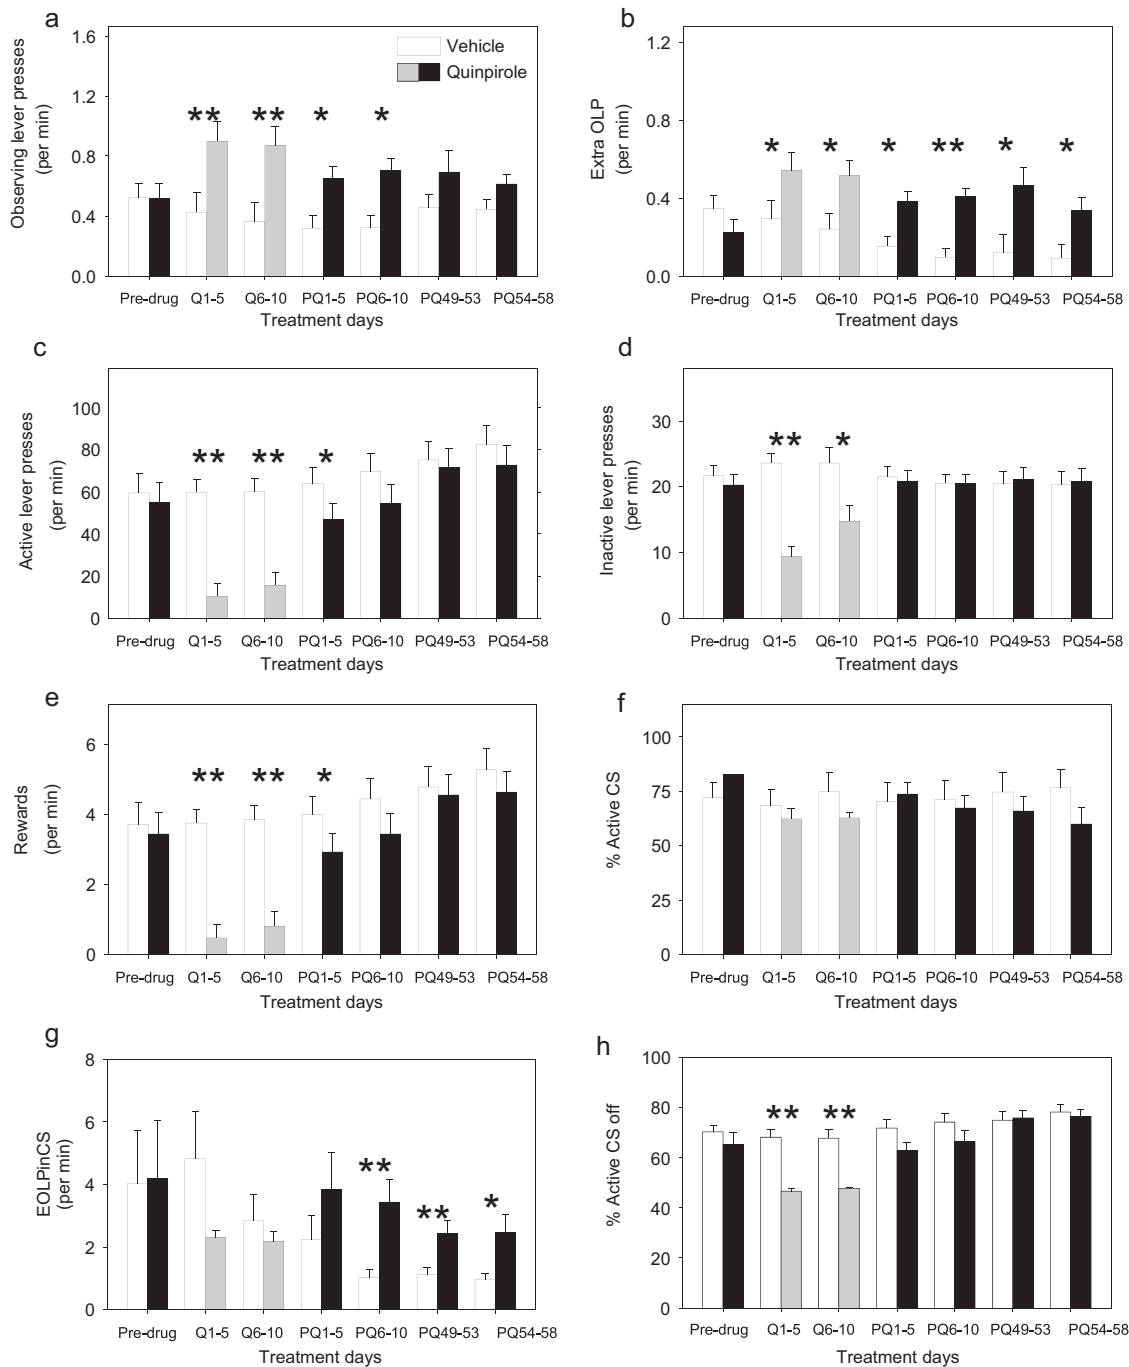 a
Observing lever presses
(per min)
1.6
1.2
0.8
0.4
0.0
Vehicle
Quinpirole
** ** * *
Pre-drug Q1-5 Q6-10 PQ1-5 PQ6-10 PQ49-53 PQ54-58
Treatment days
b
Extra OLP
(per min)
1.2
0.8
0.4
0.0
* * * ** * *
Pre-drug Q1-5 Q6-10 PQ1-5 PQ6-10 PQ49-53 PQ54-58
Treatment days
c
Active lever presses
(per min)
100
80
60
40
20
0
** ** *
Pre-drug Q1-5 Q6-10 PQ1-5 PQ6-10 PQ49-53 PQ54-58
Treatment days
d
Inactive lever presses
(per min)
30
20
10
0
** *
Pre-drug Q1-5 Q6-10 PQ1-5 PQ6-10 PQ49-53 PQ54-58
Treatment days
e
Rewards
(per min)
6
4
2
0
** ** *
Pre-drug Q1-5 Q6-10 PQ1-5 PQ6-10 PQ49-53 PQ54-58
Treatment days
f
% Active CS
100
75
50
25
0
Pre-drug Q1-5 Q6-10 PQ1-5 PQ6-10 PQ49-53 PQ54-58
Treatment days
g
EOLPinCS
(per min)
8
6
4
2
0
** ** *
Pre-drug Q1-5 Q6-10 PQ1-5 PQ6-10 PQ49-53 PQ54-58
Treatment days
h
% Active CS off
100
80
60
40
20
0
** **
Pre-drug Q1-5 Q6-10 PQ1-5 PQ6-10 PQ49-53 PQ54-58
Treatment days